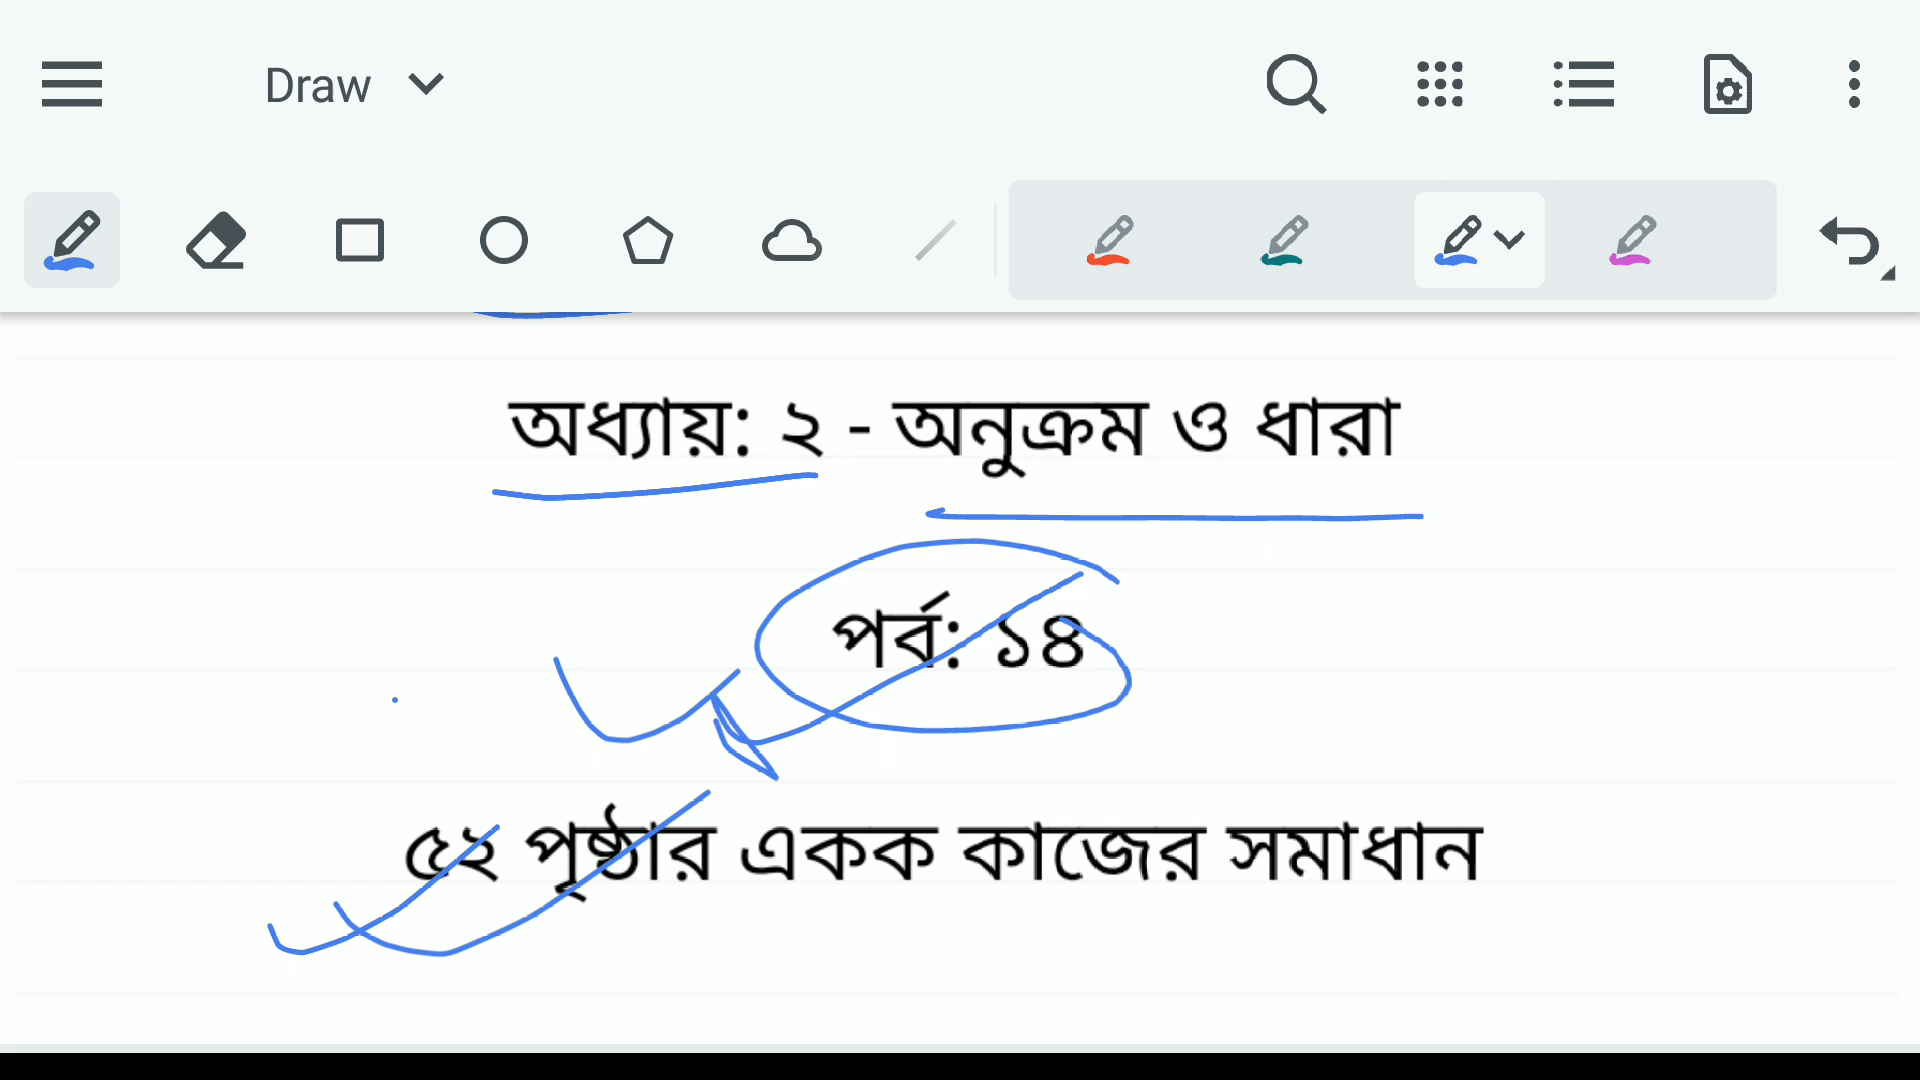 Draw
অধ্যায়: ২ - অনুক্রম ও ধারা
পর্ব: ১৪
৫২ পৃষ্ঠার একক কাজের সমাধান